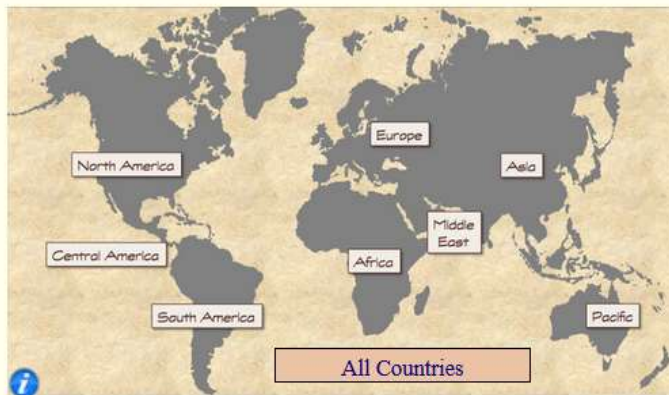 Europe
North America
Asia
Middle
East
Central America
Africa
South America
Pacific
All Countries
i